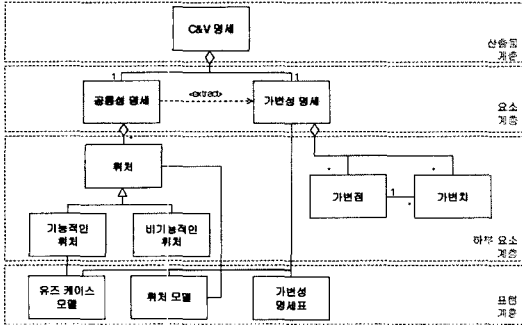 C&V 명세
산출물
계층
1
1
공통성 명세
<extract>
가변성 명세
요소
계층
*
휘처
*
*
가변점
1
*
가변치
기능적인
휘처
비기능적인
휘처
하부 요소
계층
유즈 케이스
모델
휘처 모델
가변성
명세표
표현
계층